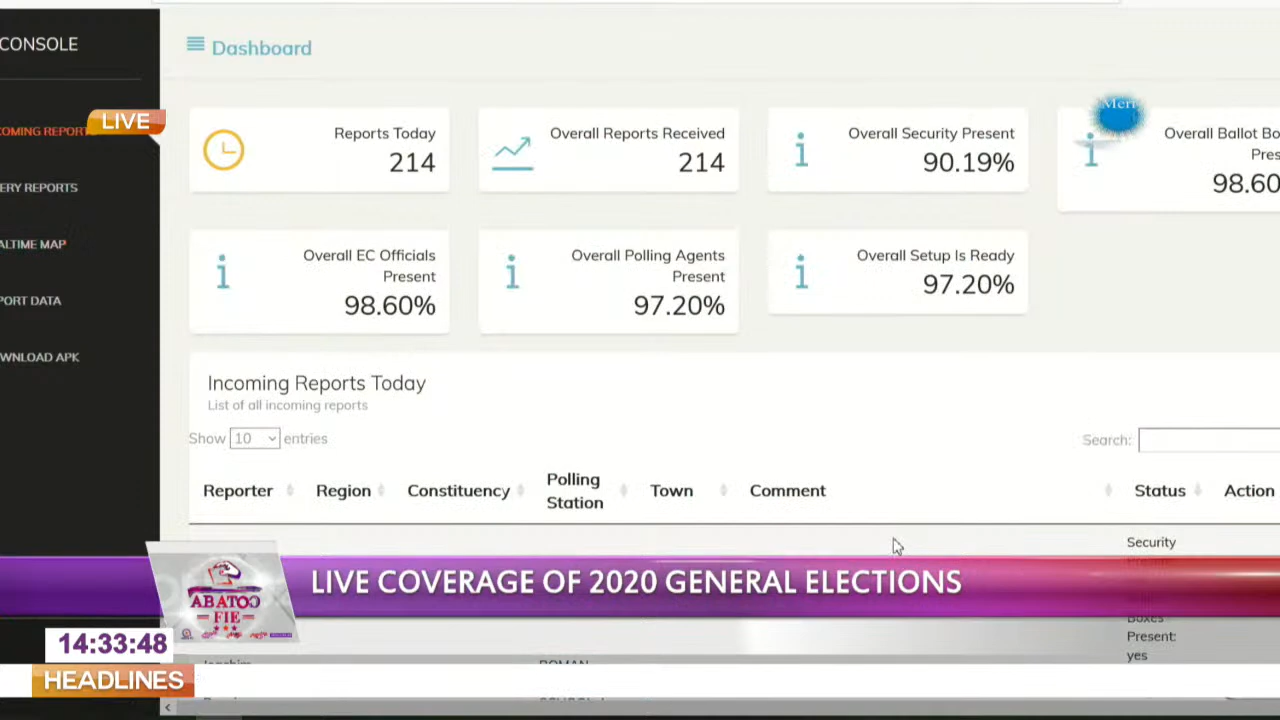 CONSOLE
Dashboard
COMING REPORT
LIVE
ERY REPORTS
ALTIME MAP
PORT DATA
WNLOAD APK
Reports Today
214
Overall Reports Received
214
Overall Security Present
90.19%
Meri
Overall Ballot Bo
Pres
98.60
Overall EC Officials
Present
98.60%
Overall Polling Agents
Present
97.20%
Overall Setup Is Ready
97.20%
Incoming Reports Today
List of all incoming reports
Show 10 entries
Search:
Reporter Region Constituency Polling Station Town Comment Status Action
Security
ABATOO
FIE
LIVE COVERAGE OF 2020 GENERAL ELECTIONS
Boxes
Present:
yes
14:33:48
HEADLINES